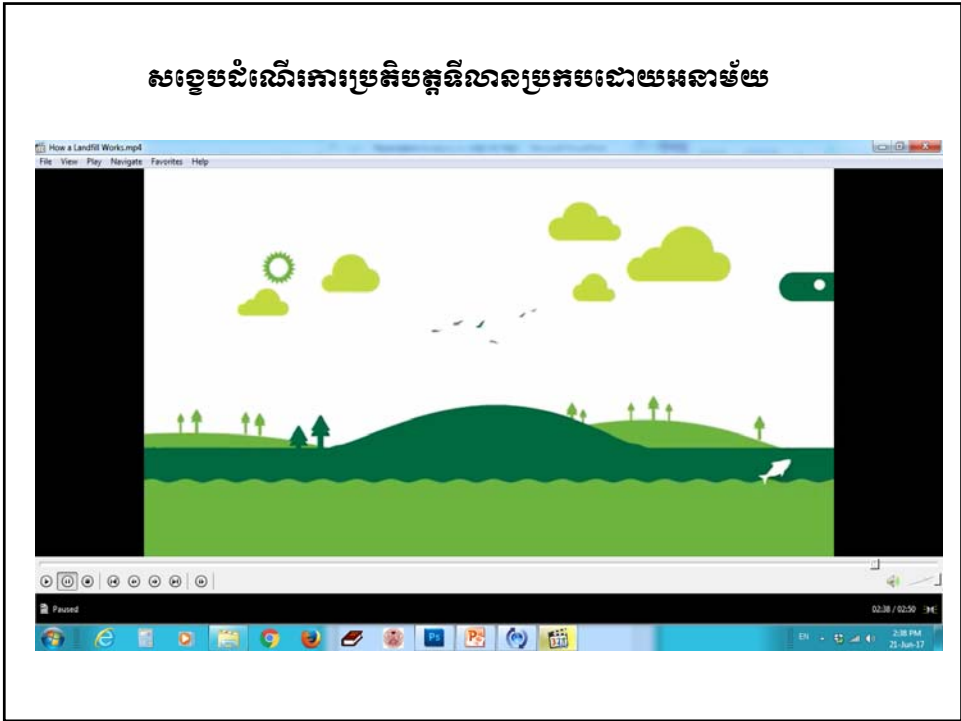 សង្ខេបដំណើរការប្រតិបត្តទីលានប្រកបដោយអនាម័យ
How a Landfill Works.mp4
File View Play Navigate Favorites Help
Paused
02:38 / 02:50
Ps
321
EN
2:38 PM
21-Jun-17